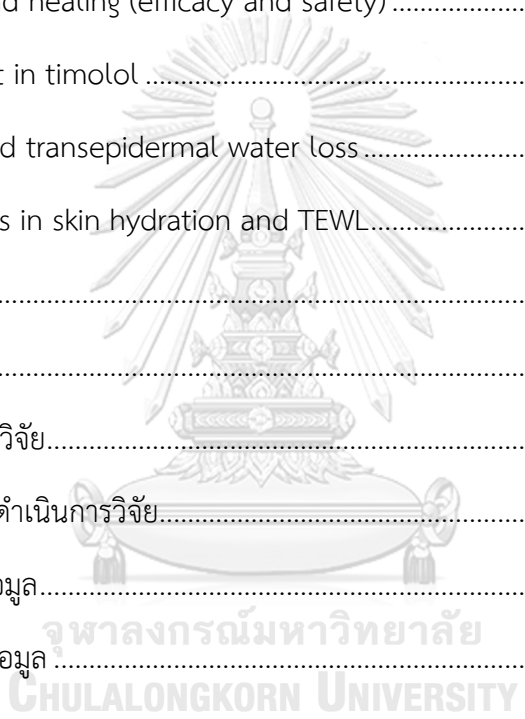 d healing (efficacy and safety)
t in timolol
d transepidermal water loss
s in skin hydration and TEWL
วิจัย
ดำเนินการวิจัย
อมูล
จุฬาลงกรณ์มหาวิทยาลัย
อมูล
CHULALONGKORN UNIVERSITY